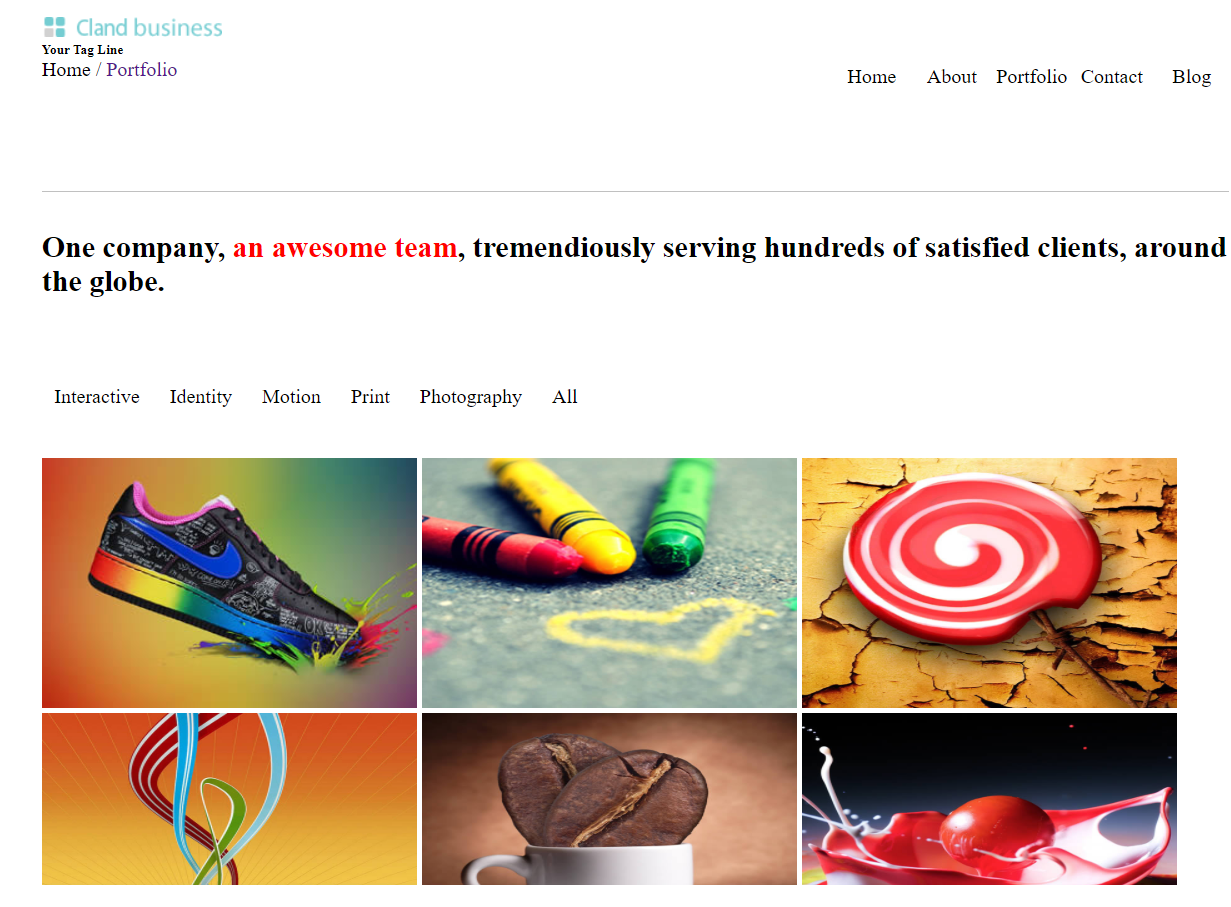 Cland business
Your Tag Line
Home / Portfolio
Home About Portfolio Contact Blog
One company, an awesome team, tremendiously serving hundreds of satisfied clients, around
the globe.
Interactive Identity Motion Print Photography All